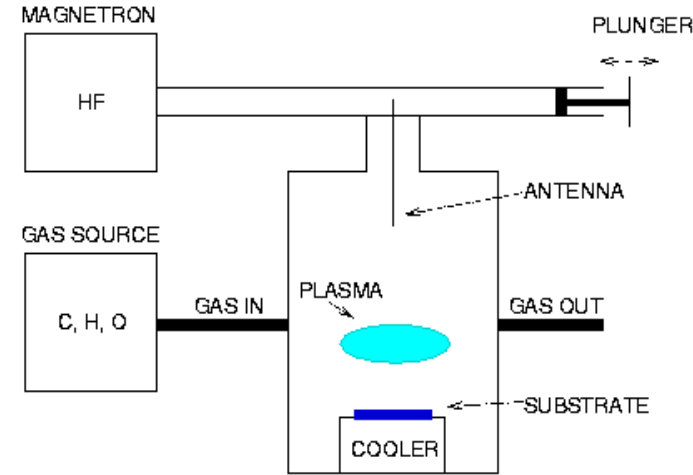 MAGNETRON
PLUNGER
HF
ANTENNA
GAS SOURCE
GAS IN
PLASMA
GAS OUT
C, H, O
SUBSTRATE
COOLER